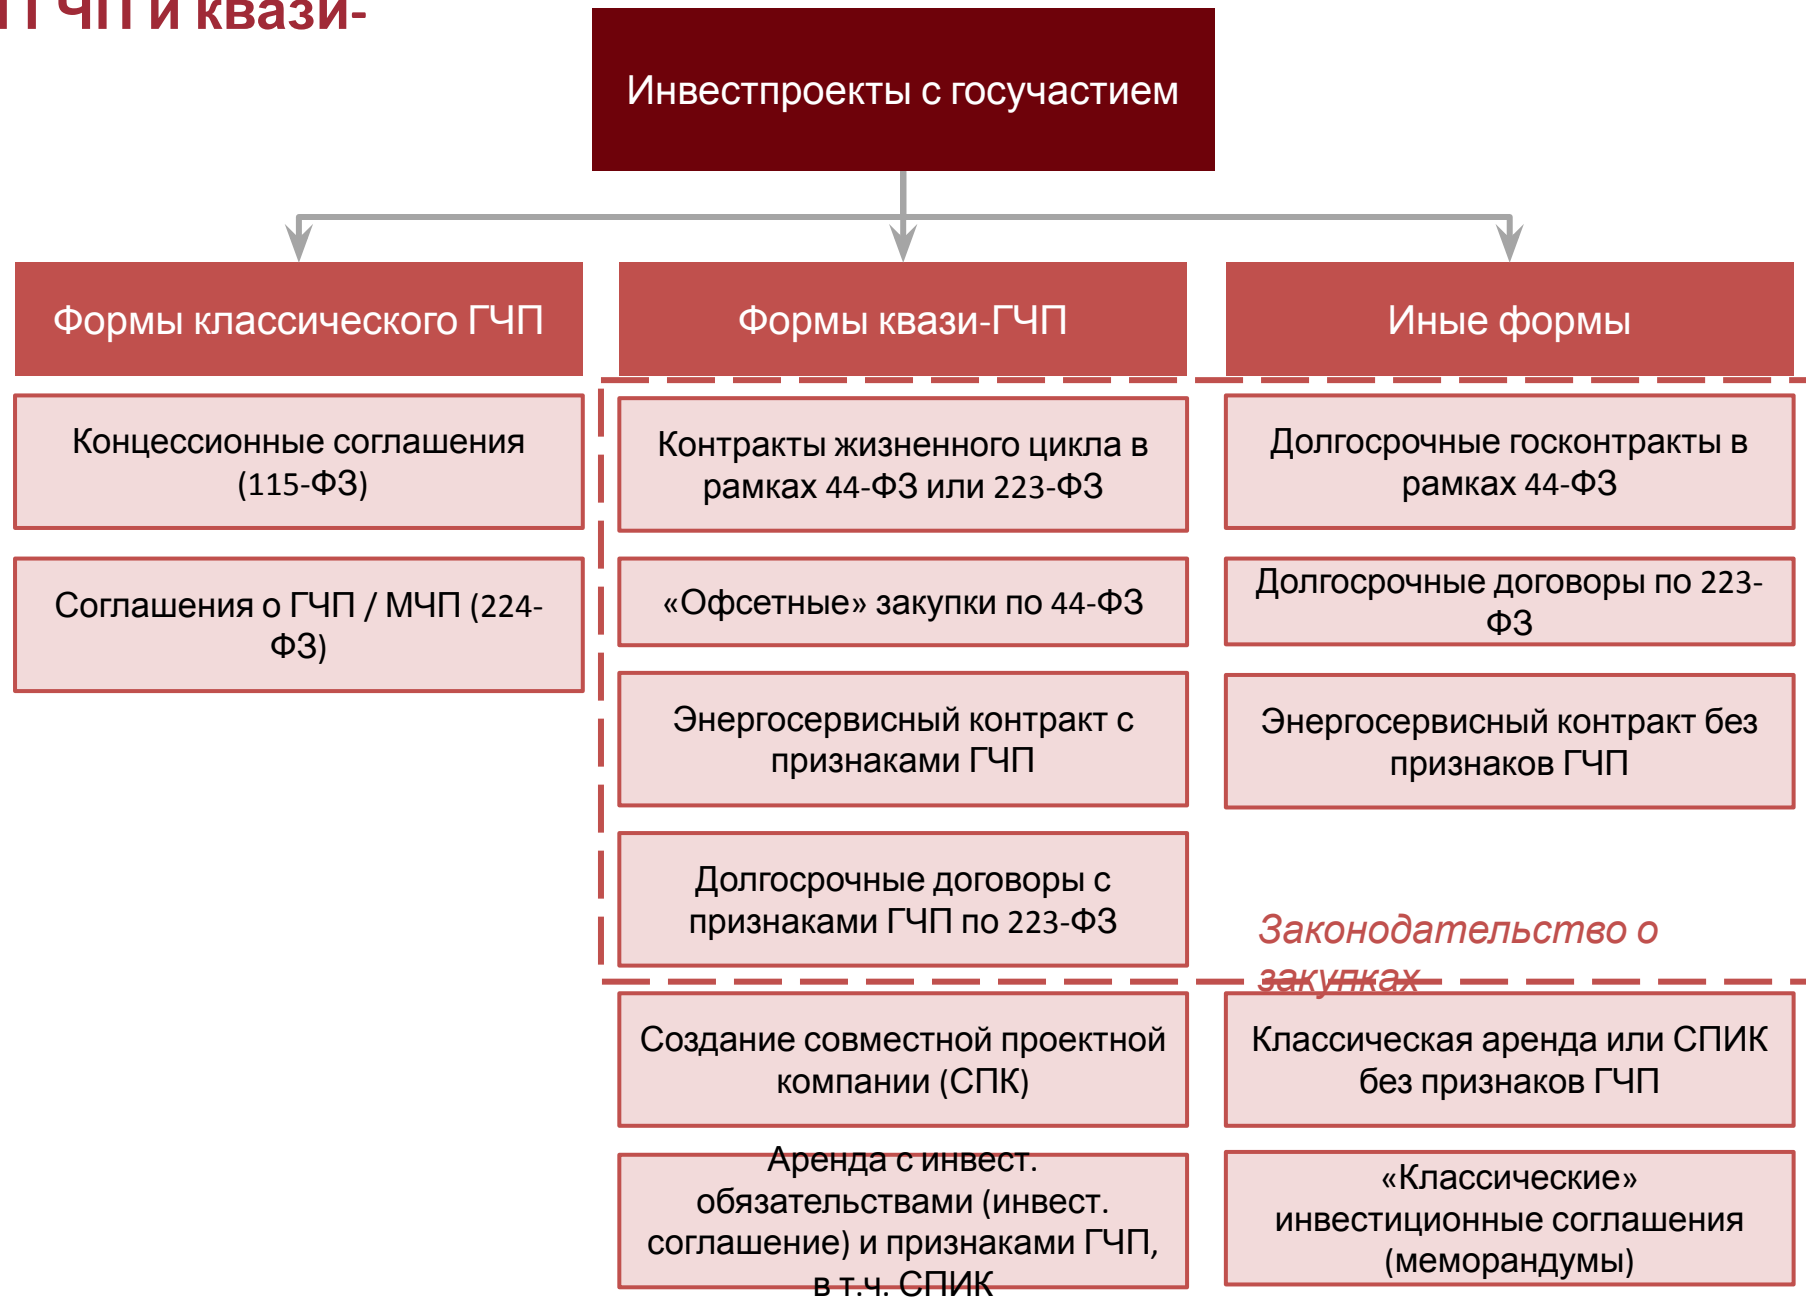 ГЧП и квази-
Инвестпроекты с госучастием
Формы классического ГЧП
Формы квази-ГЧП
Иные формы
Концессионные соглашения
(115-ФЗ)
Соглашения о ГЧП / МЧП (224-
ФЗ)
Контракты жизненного цикла в
рамках 44-ФЗ или 223-ФЗ
«Офсетные» закупки по 44-ФЗ
Энергосервисный контракт с
признаками ГЧП
Долгосрочные договоры с
признаками ГЧП по 223-ФЗ
Создание совместной проектной
компании (СПК)
Аренда с инвест.
обязательствами (инвест.
соглашение) и признаками ГЧП,
в т.ч. СПИК
Долгосрочные госконтракты в
рамках 44-ФЗ
Долгосрочные договоры по 223-
ФЗ
Энергосервисный контракт без
признаков ГЧП
Законодательство о
закупках
Классическая аренда или СПИК
без признаков ГЧП
«Классические»
инвестиционные соглашения
(меморандумы)